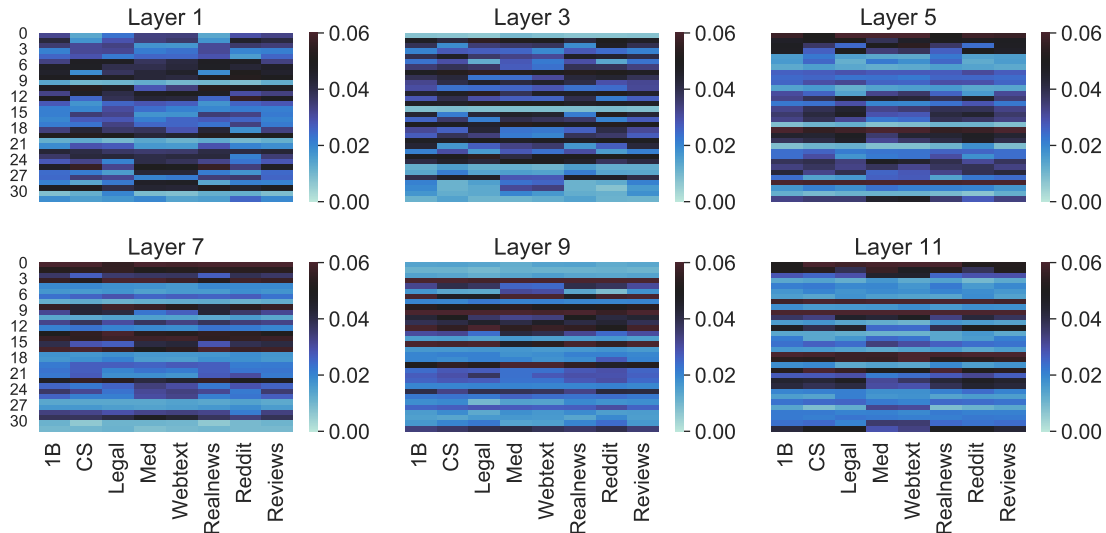 Layer 1
Layer 3
Layer 5
0
3
6
9
12
15
18
21
24
27
30
0.06
0.04
0.02
0.00
0.06
0.04
0.02
0.00
0.06
0.04
0.02
0.00
Layer 7
Layer 9
Layer 11
0
3
6
9
12
15
18
21
24
27
30
0.06
0.04
0.02
0.00
0.06
0.04
0.02
0.00
0.06
0.04
0.02
0.00
1B
CS
Legal
Med
Webtext
Realnews
Reddit
Reviews
1B
CS
Legal
Med
Webtext
Realnews
Reddit
Reviews
1B
CS
Legal
Med
Webtext
Realnews
Reddit
Reviews